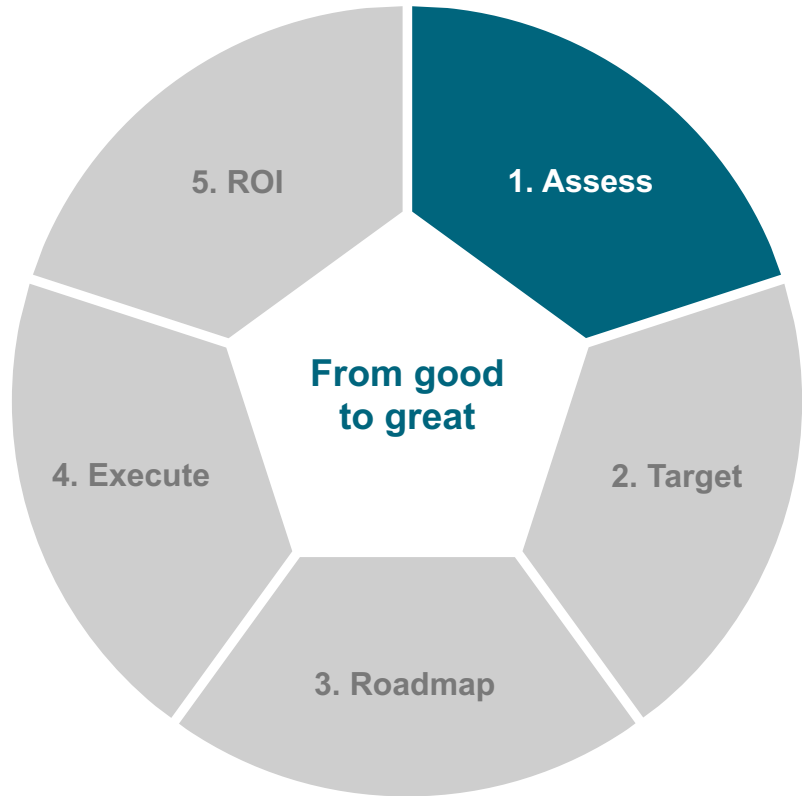 5. ROI
1. Assess
From good
to great
4. Execute
2. Target
3. Roadmap